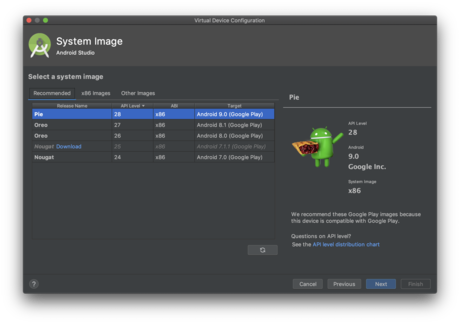 Virtual Device Configuration
System Image
Android Studio
Select a system image
Recommended x86 Images Other Images
Release Name API Level ▼ ABI Target
Pie 28 x86 Android 9.0 (Google Play)
Oreo 27 x86 Android 8.1 (Google Play)
Oreo 26 x86 Android 8.0 (Google Play)
Nougat Download 25 x86 Android 7.1.1 (Google Play)
Nougat 24 x86 Android 7.0 (Google Play)
Pie
API Level
28
Android
9.0
Google Inc.
System Image
x86
We recommend these Google Play images because
this device is compatible with Google Play.
Questions on API level?
See the API level distribution chart
? Cancel Previous Next Finish